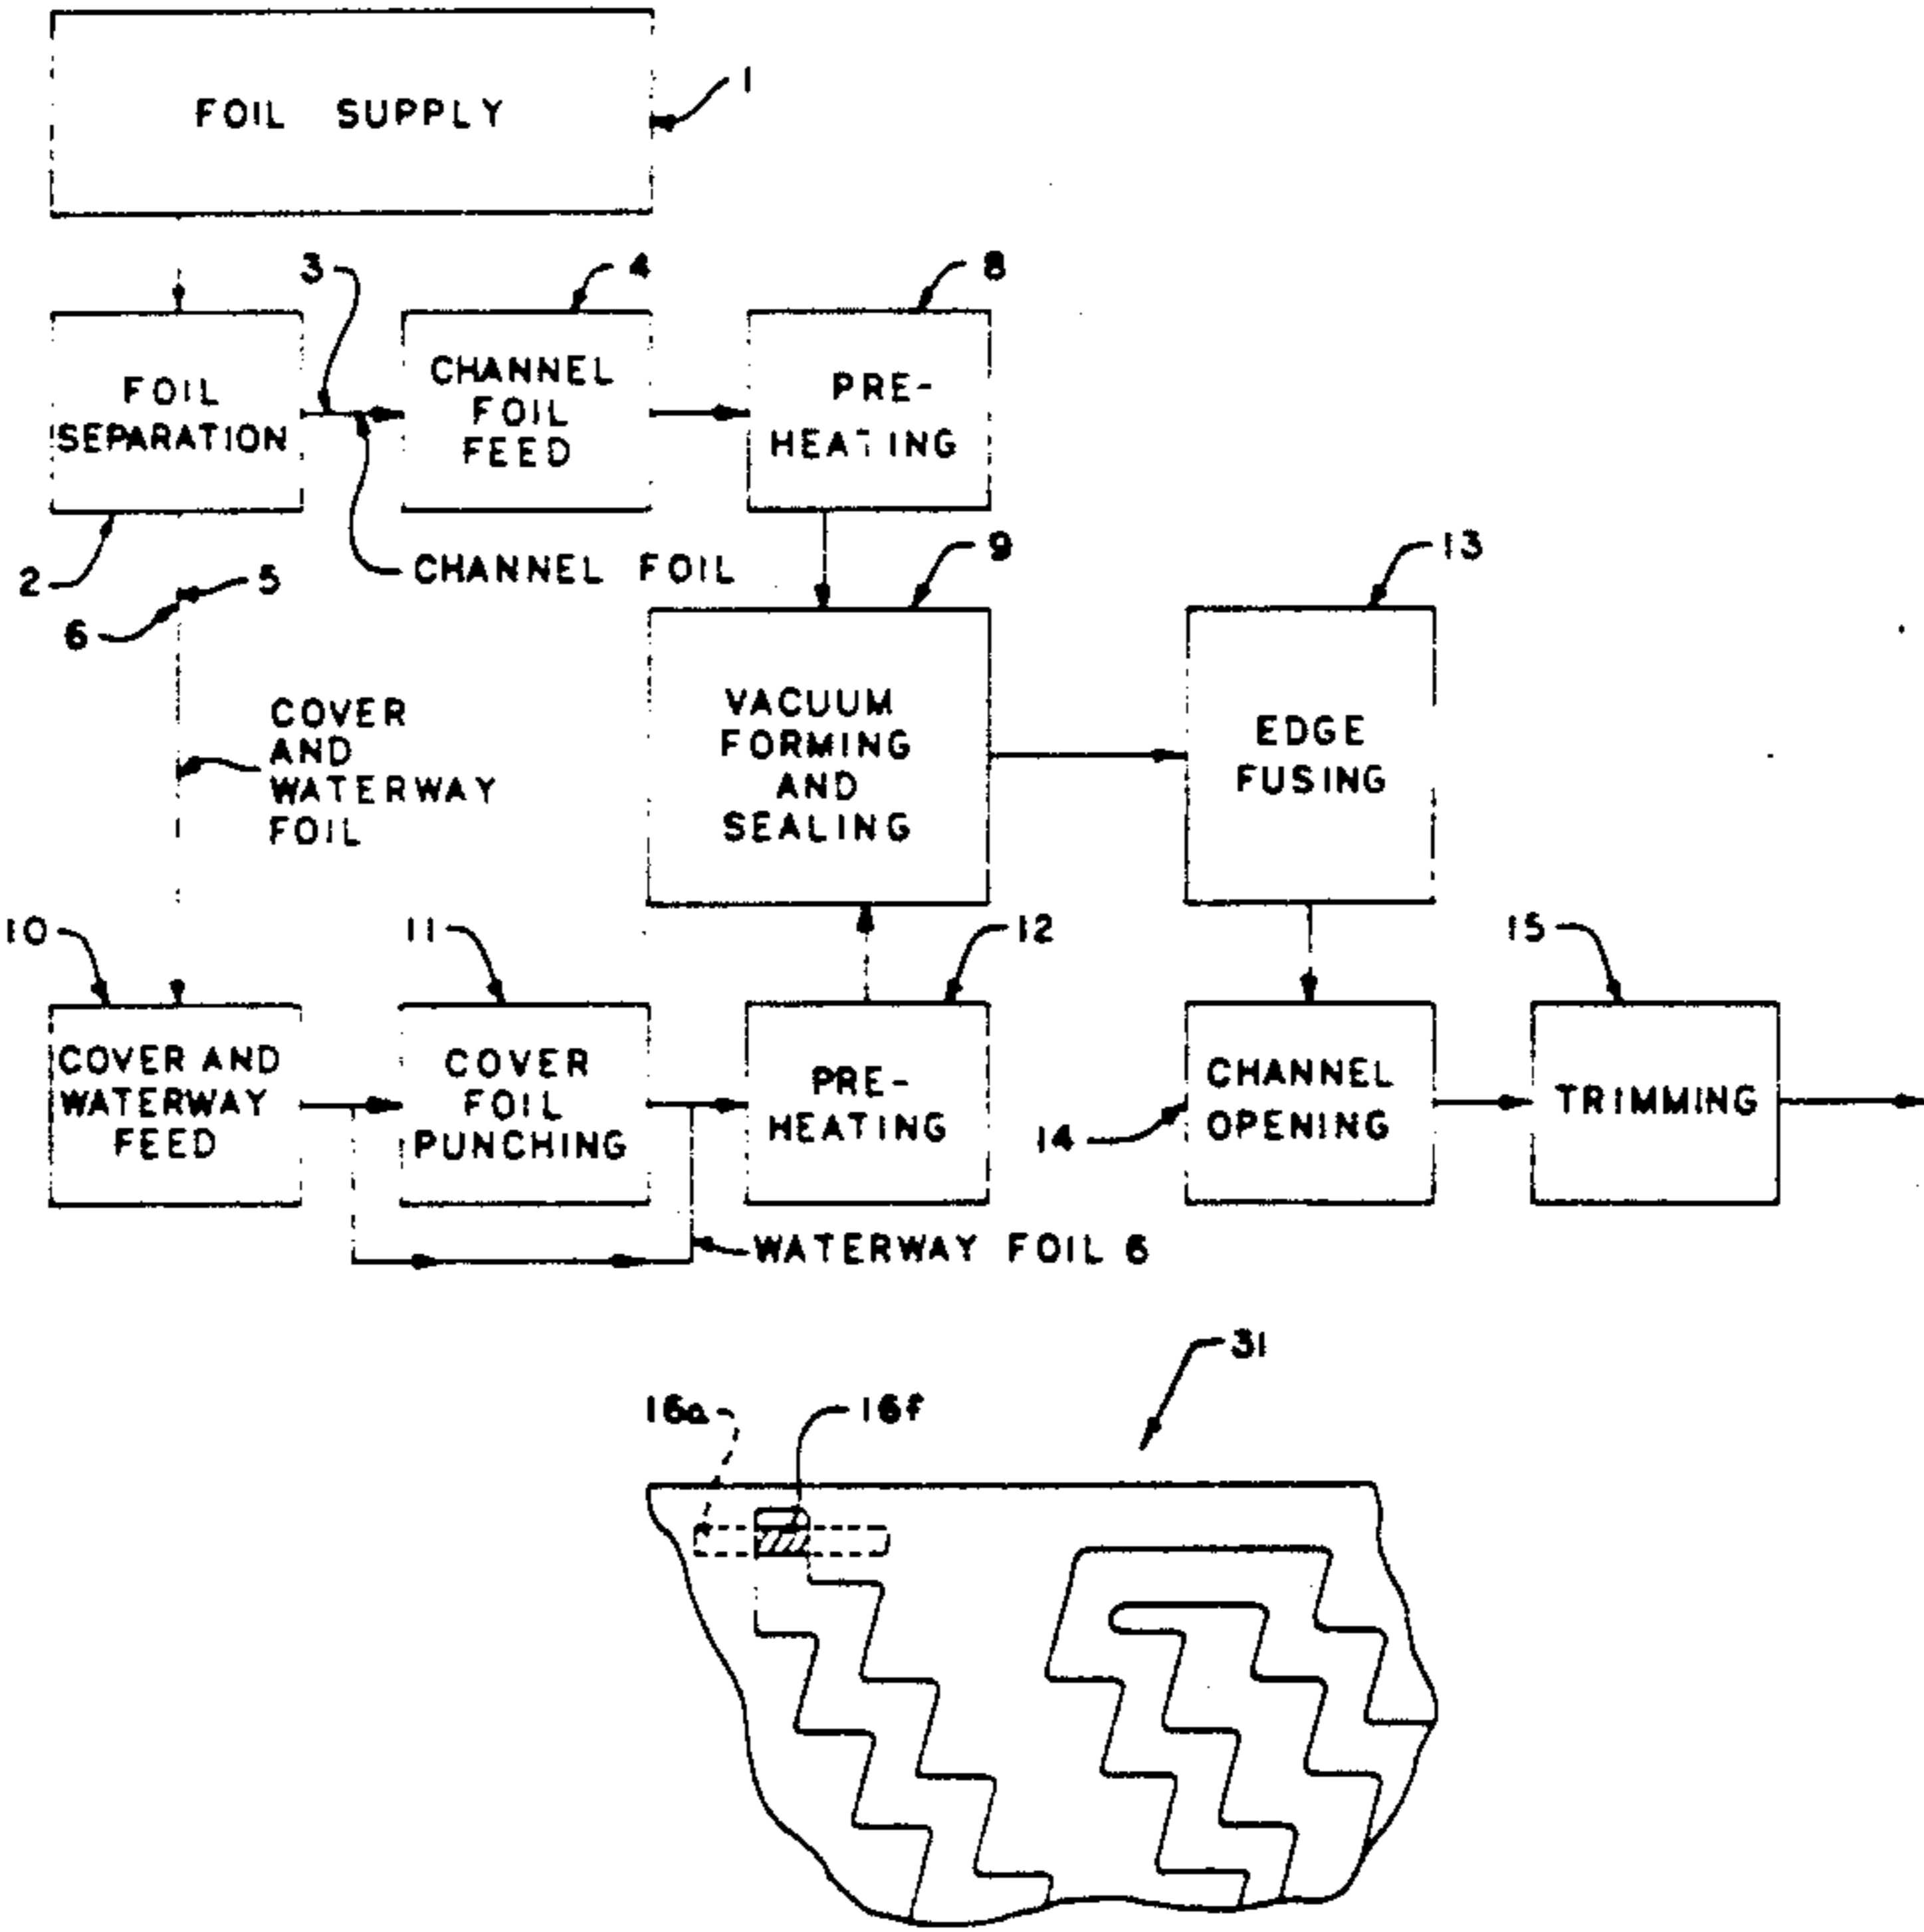 FOIL SUPPLY
1
3
4
8
FOIL
SEPARATION
CHANNEL
FOIL
FEED
PRE-
HEATING
2
5
6
CHANNEL FOIL
9
13
COVER
AND
WATERWAY
FOIL
VACUUM
FORMING
AND
SEALING
EDGE
FUSING
10
11
12
15
COVER AND
WATERWAY
FEED
COVER
FOIL
PUNCHING
PRE-
HEATING
14
CHANNEL
OPENING
TRIMMING
WATERWAY FOIL 6
31
16a
16f